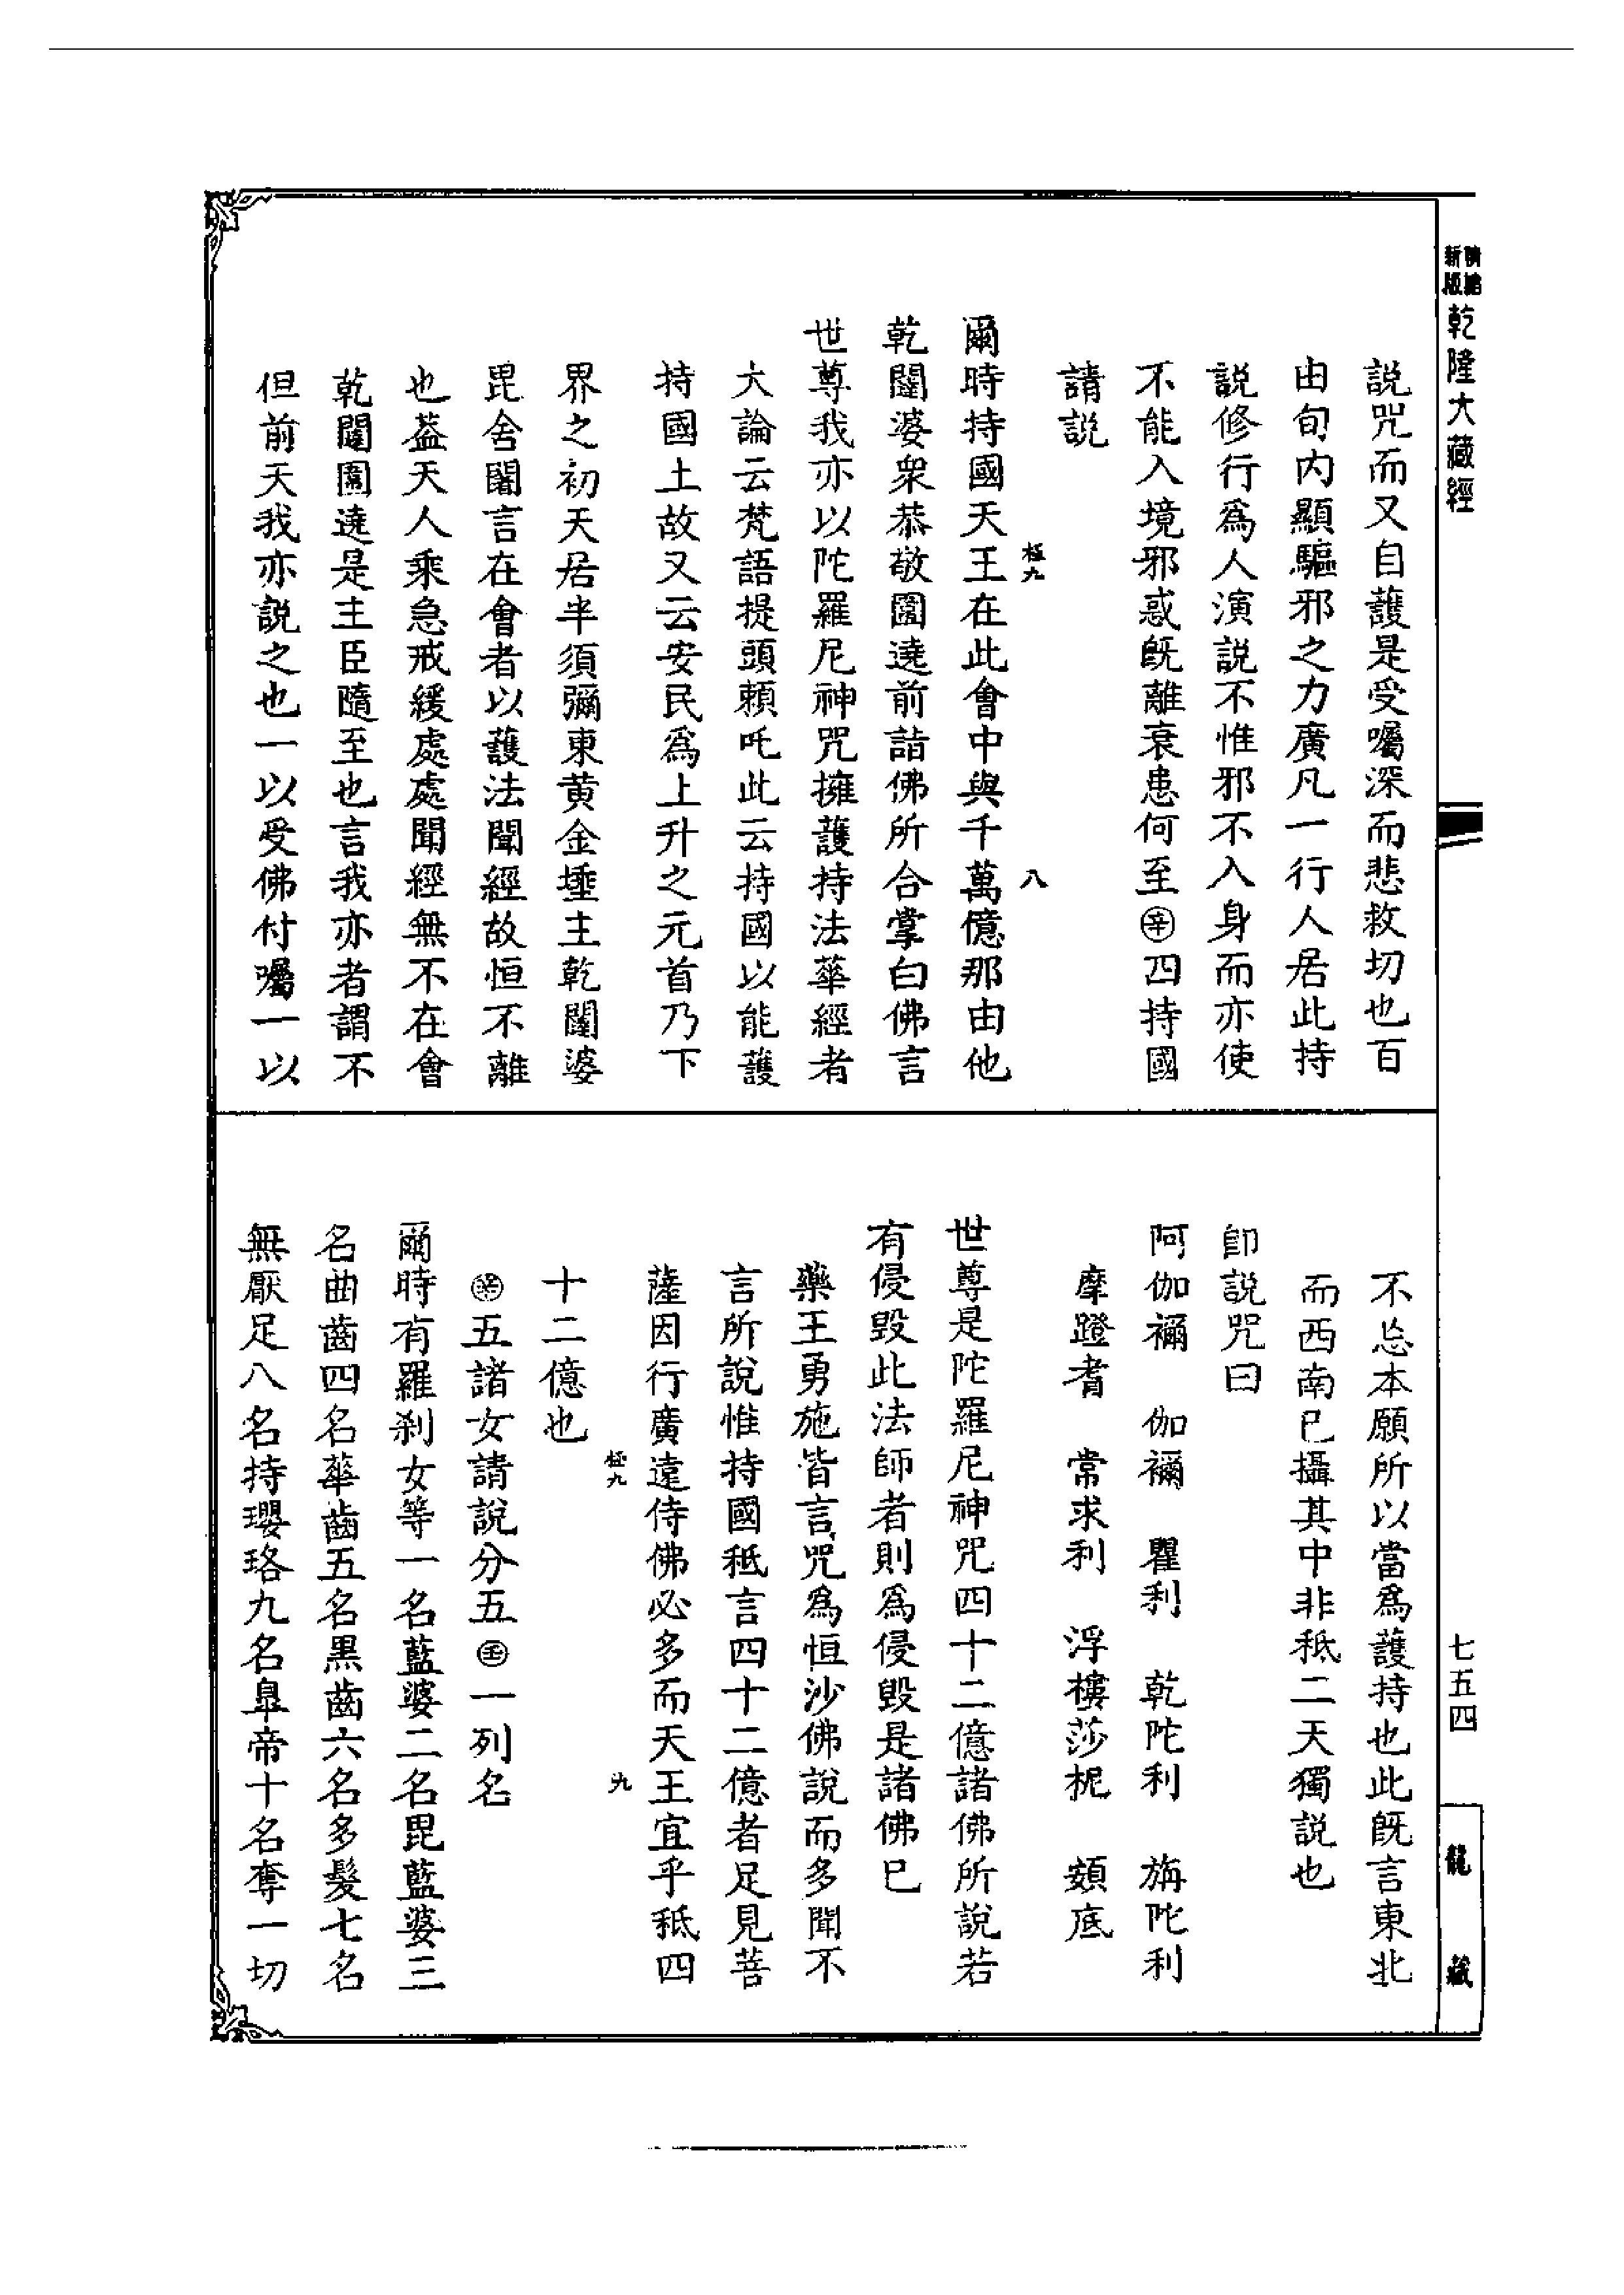 新版
乾隆大藏經
說咒而又自護是受囑深而悲救切也百
由旬內顯驅邪之力廣凡一行人居此持
說修行爲人演說不惟邪不入身而亦使
不能入境邪惑旣離衰患何至㊛四持國
請說
極九
八
爾時持國天王在此會中與千萬億那由他
乾闥婆衆恭敬圍遶前詣佛所合掌白佛言
世尊我亦以陀羅尼神咒擁護持法華經者
大論云梵語提頭賴吒此云持國以能護
持國土故又云安民爲上升之元首乃下
界之初天居半須彌東黃金埵主乾闥婆
毘舍闍言在會者以護法聞經故恒不離
也葢天人乘急戒緩處處聞經無不在會
乾闥圍遶是主臣隨至也言我亦者謂不
但前天我亦說之也一以受佛付囑一以
不忘本願所以當爲護持也此旣言東北
而西南已攝其中非秪二天獨說也
卽說咒曰
阿伽禰　伽禰　瞿利　乾陀利　旃陀利
摩蹬耆　常求利　浮樓莎柅　頞底
世尊是陀羅尼神咒四十二億諸佛所說若
有侵毀此法師者則爲侵毀是諸佛已
藥王勇施皆言咒爲恒沙佛說而多聞不
言所說惟持國秪言四十二億者足見菩
薩因行廣遠侍佛必多而天王宜乎秪四
極九
九
十二億也
五諸女請說分五一列名
爾時有羅剎女等一名藍婆二名毘藍婆三
名曲齒四名華齒五名黑齒六名多髮七名
無厭足八名持瓔珞九名臯帝十名奪一切
七五四
龍藏